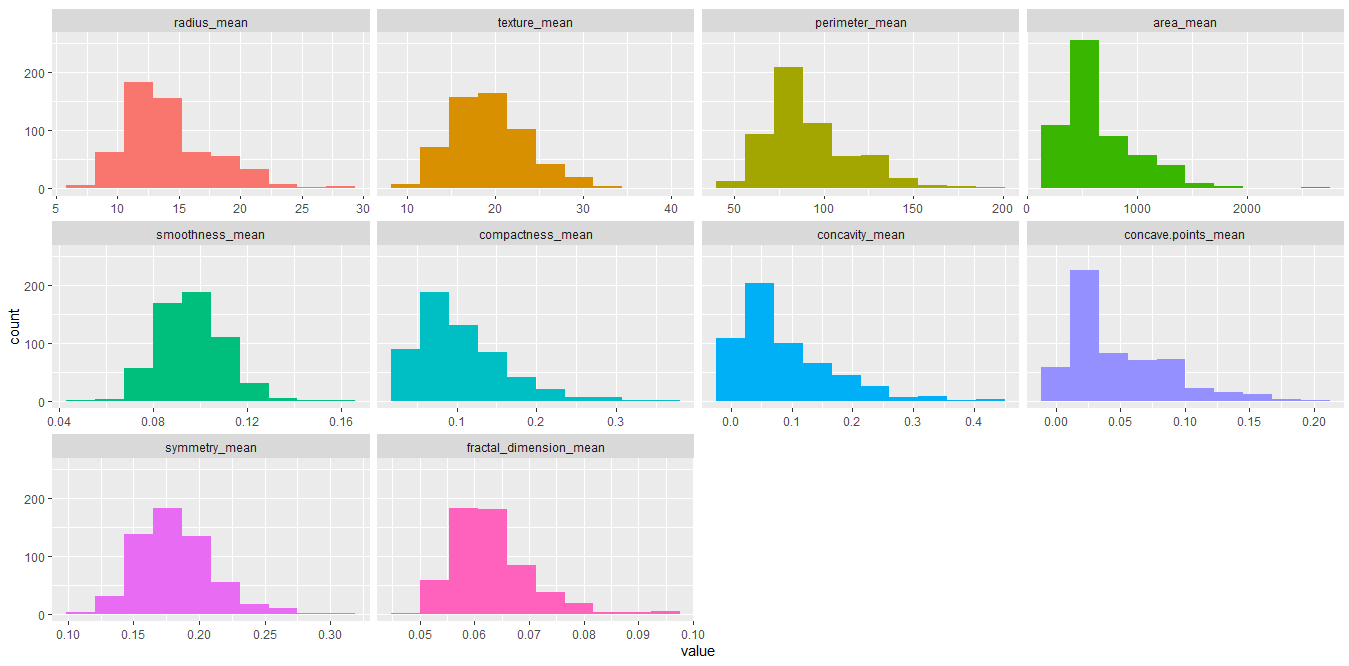 radius_mean texture_mean perimeter_mean area_mean
200
100
0
5 10 15 20 25 30 10 20 30 40 50 100 150 200 0 1000 2000
smoothness_mean compactness_mean concavity_mean concave.points_mean
200
100
0
count
0.04 0.08 0.12 0.16 0.1 0.2 0.3 0.0 0.1 0.2 0.3 0.4 0.00 0.05 0.10 0.15 0.20
symmetry_mean fractal_dimension_mean
200
100
0
0.10 0.15 0.20 0.25 0.30 0.05 0.06 0.07 0.08 0.09 0.10
value